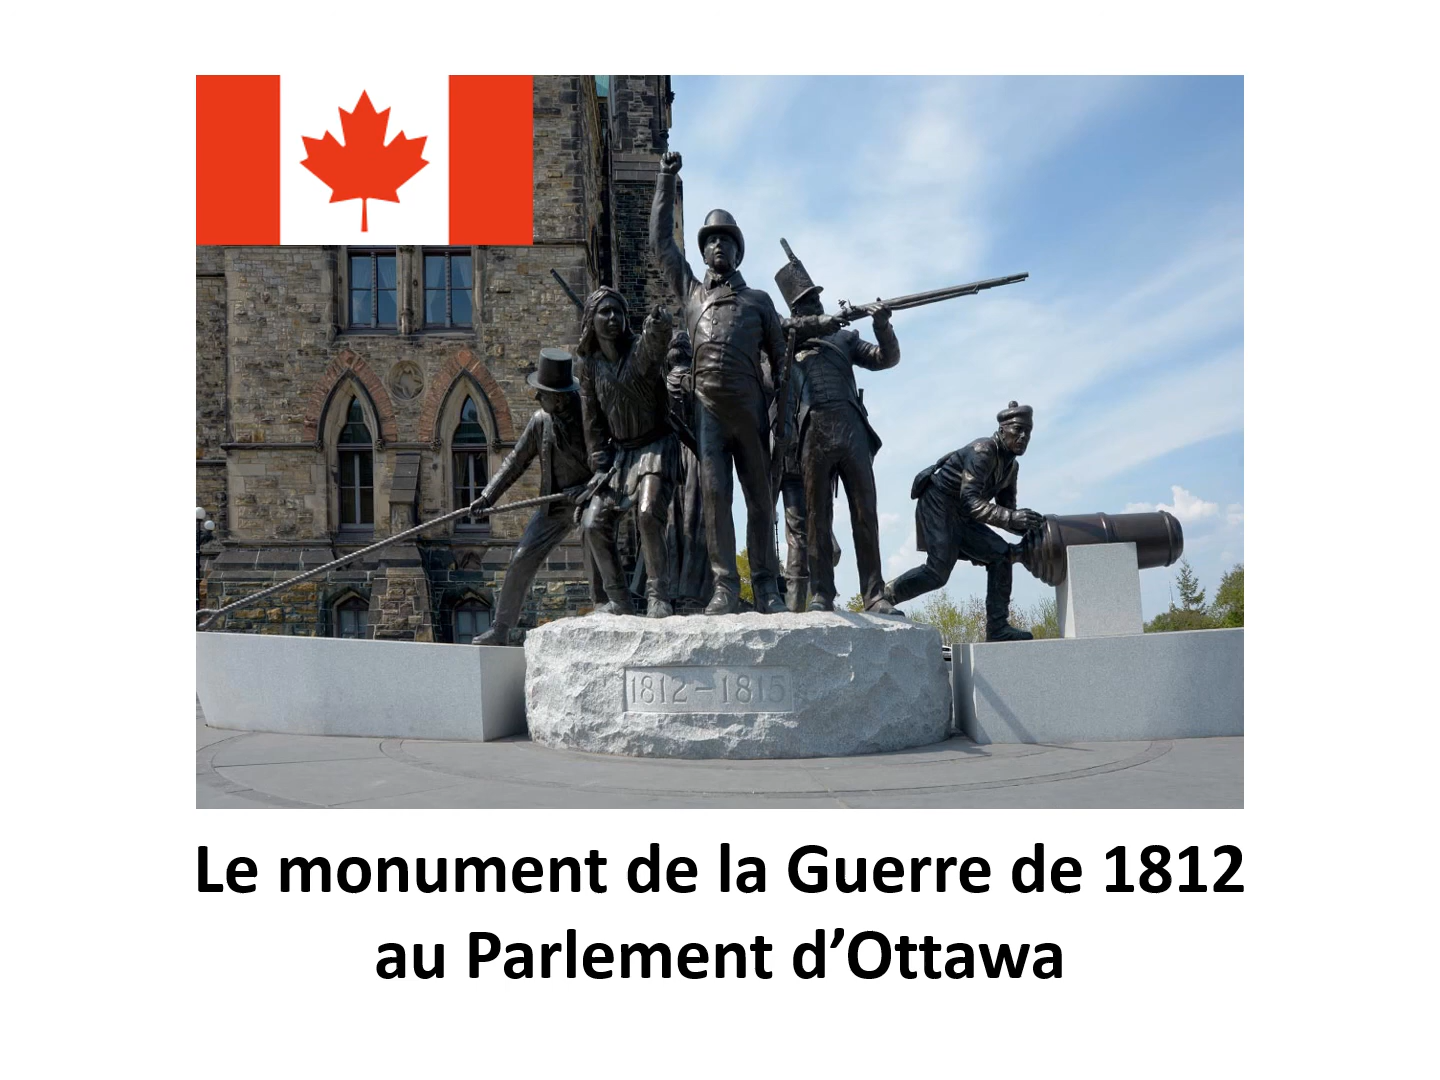 1812–1815
Le monument de la Guerre de 1812
au Parlement d’Ottawa